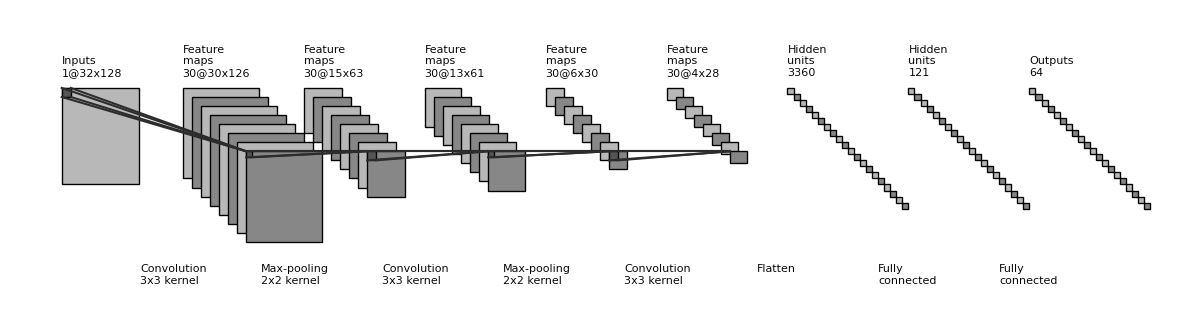 Inputs
1@32x128
Feature
maps
30@30x126
Feature
maps
30@15x63
Feature
maps
30@13x61
Feature
maps
30@6x30
Feature
maps
30@4x28
Hidden
units
3360
Hidden
units
121
Outputs
64
Convolution
3x3 kernel
Max-pooling
2x2 kernel
Convolution
3x3 kernel
Max-pooling
2x2 kernel
Convolution
3x3 kernel
Flatten
Fully
connected
Fully
connected